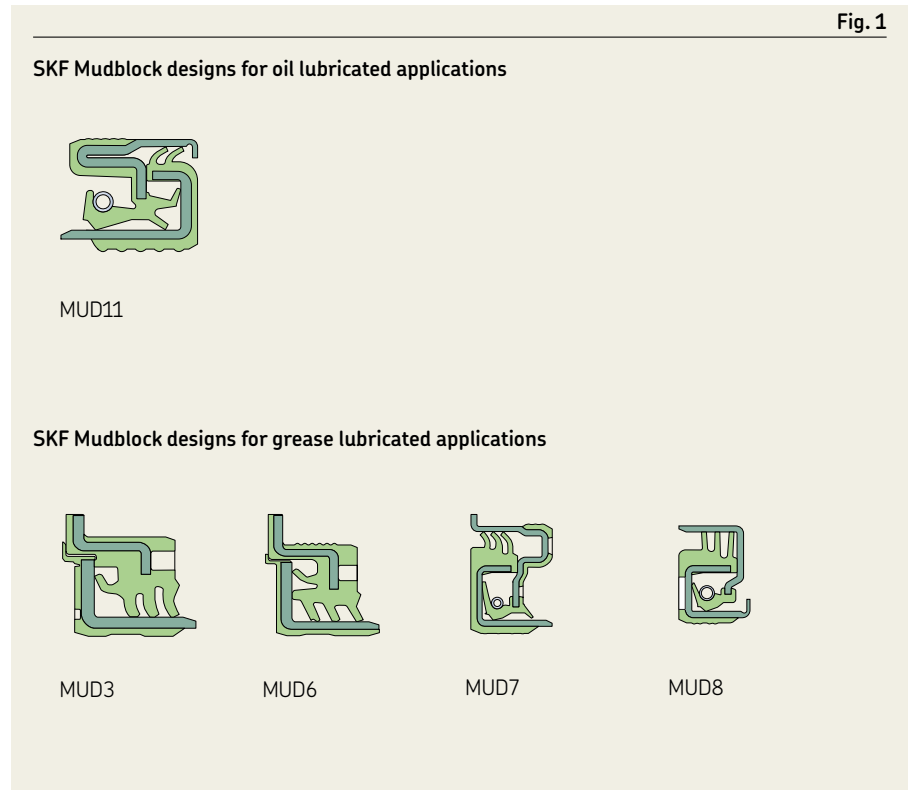 Fig. 1
SKF Mudblock designs for oil lubricated applications
MUD11
SKF Mudblock designs for grease lubricated applications
MUD3 MUD6 MUD7 MUD8